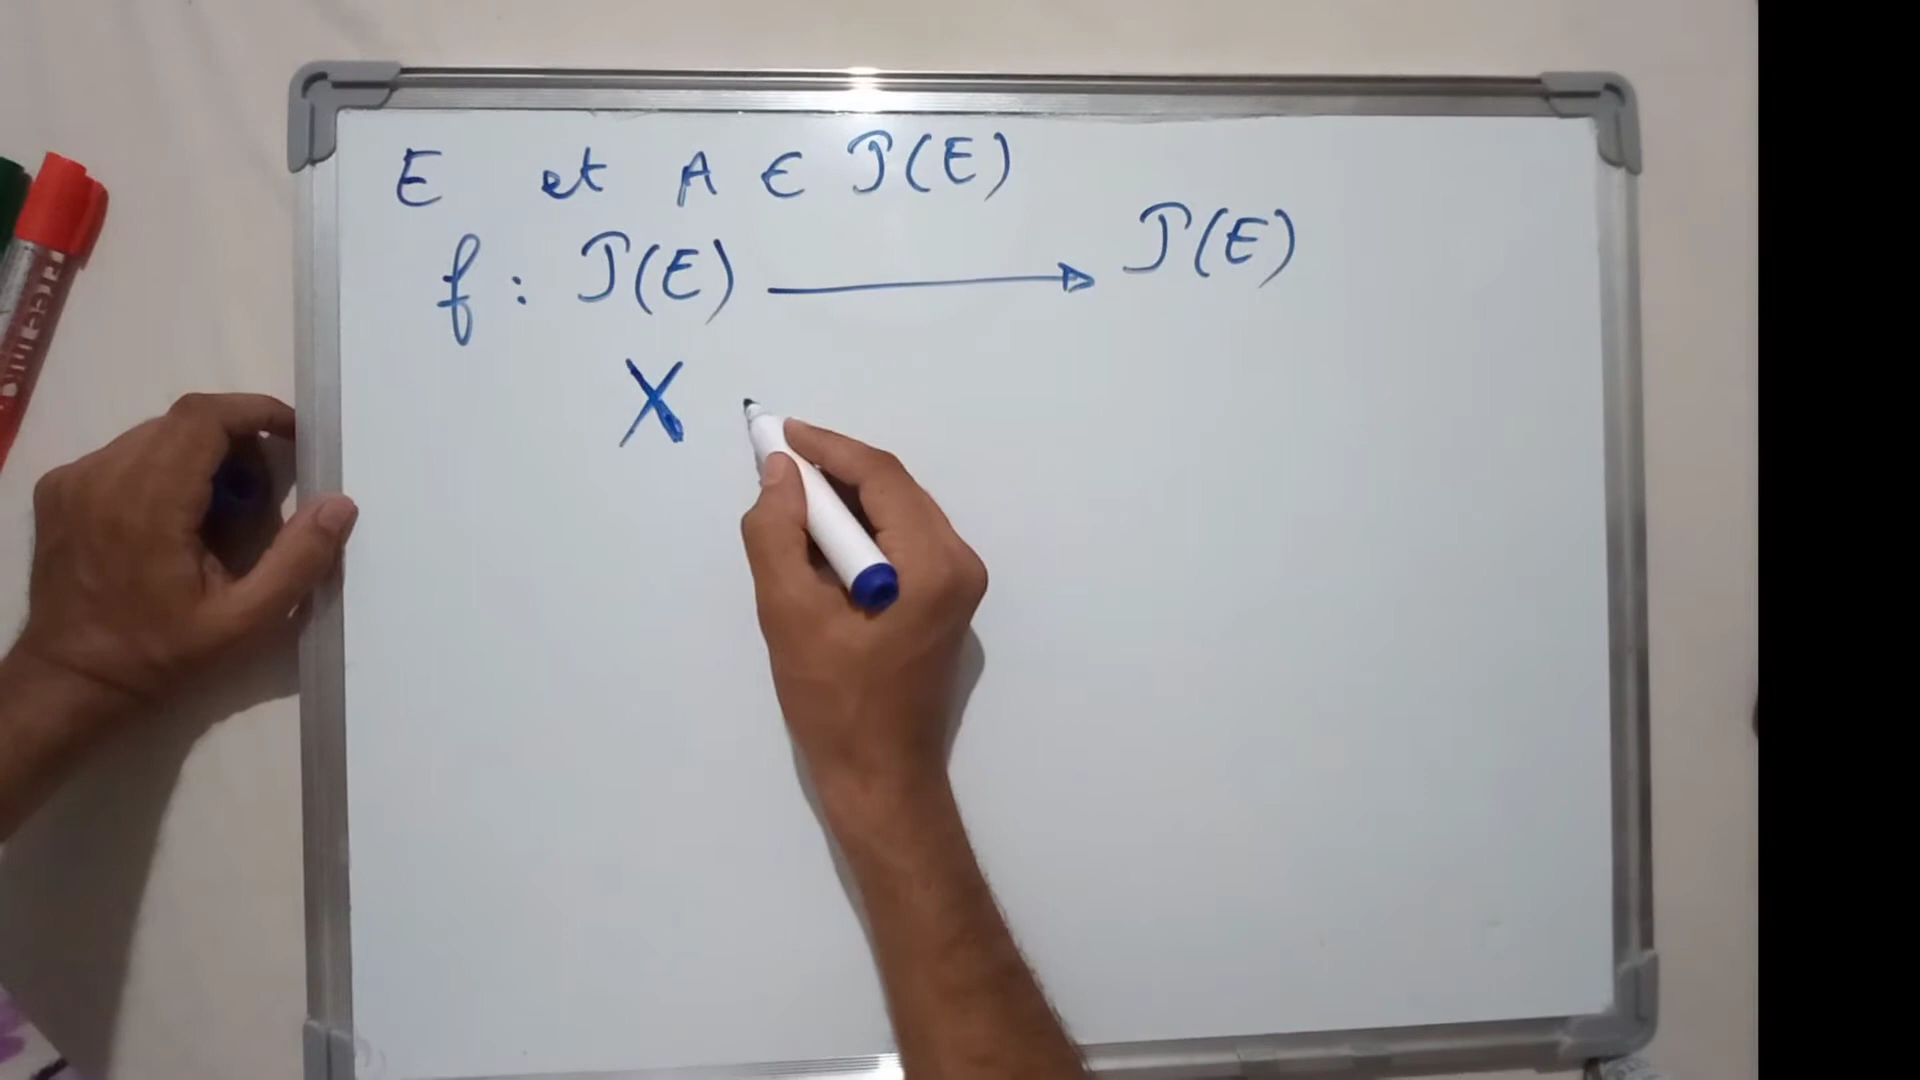 E et A ∈ P(E)
f : P(E) ⟶ P(E)
X